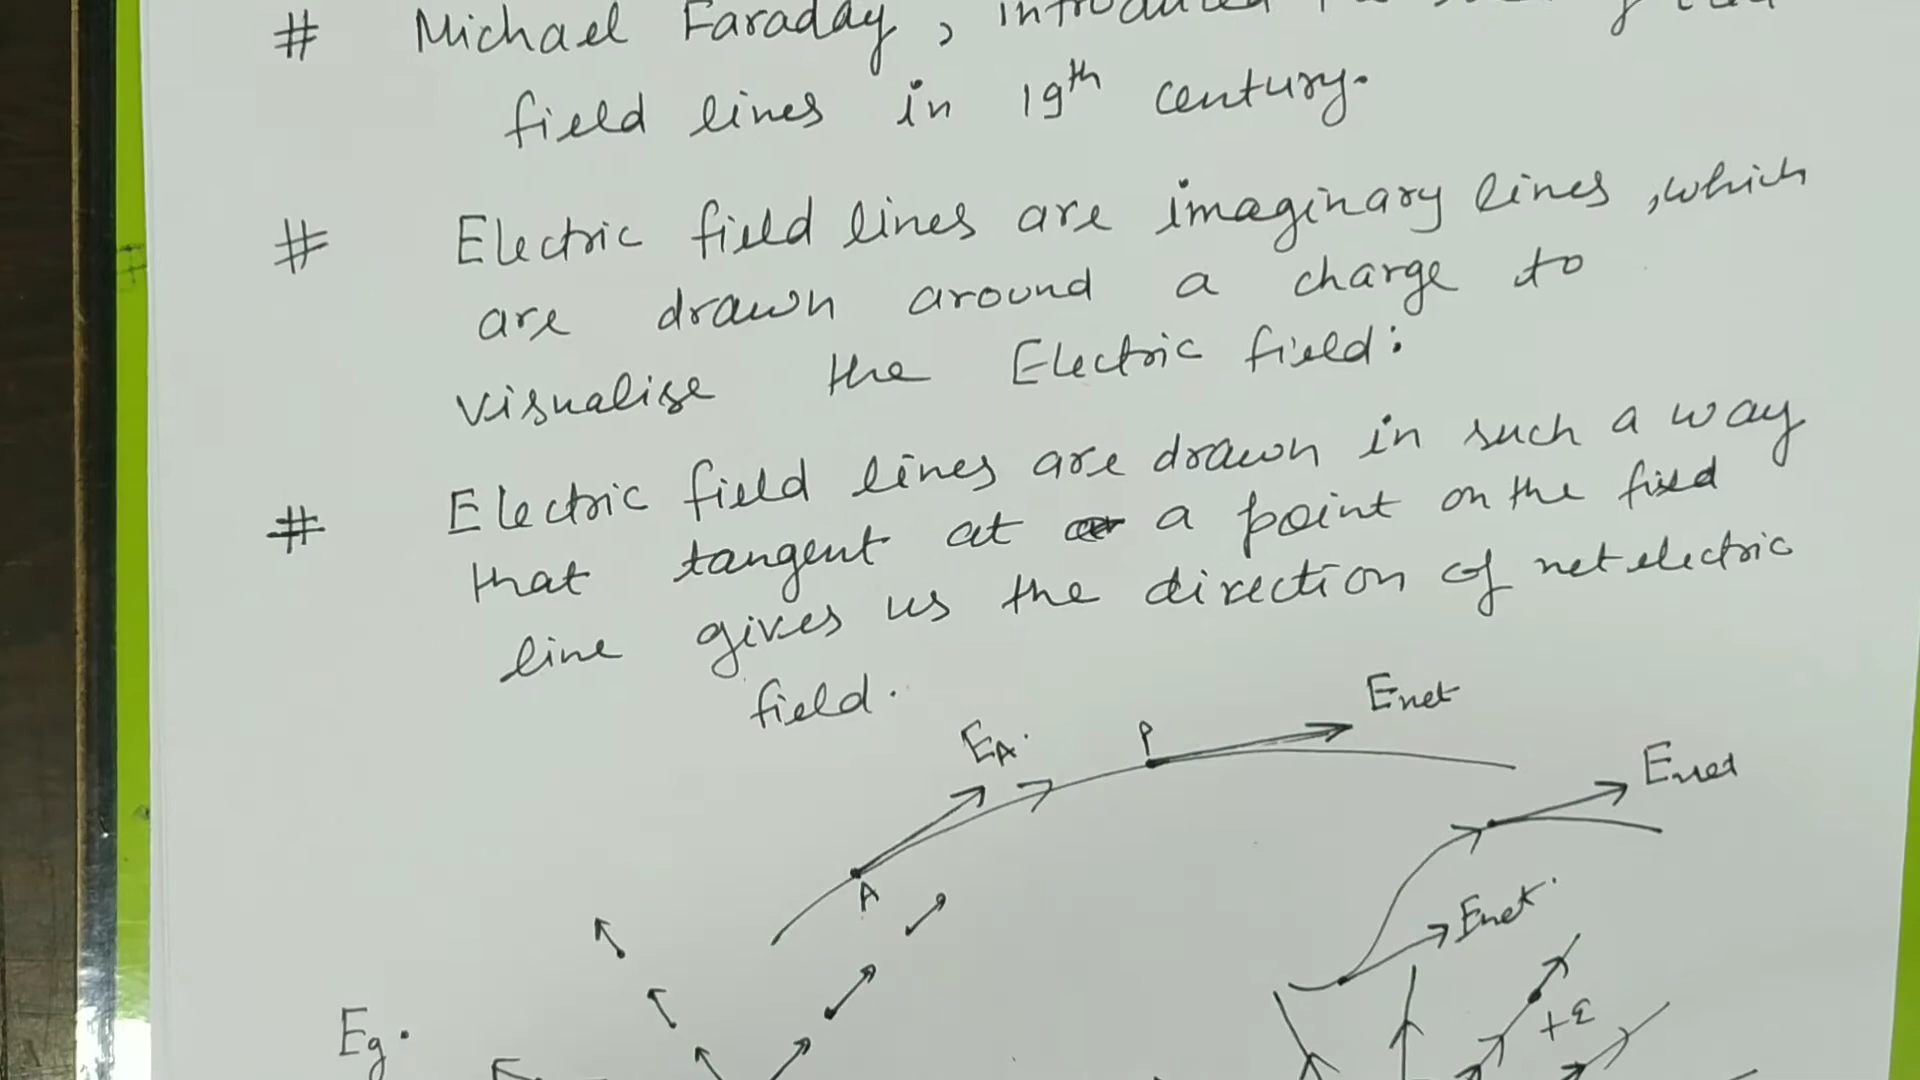 # Michael Faraday, introduced
field lines in 19th century.
# Electric field lines are imaginary lines, which
are drawn around a charge to
visualise the Electric field:
# Electric field lines are drawn in such a way
that tangent at a point on the field
line gives us the direction of net electric
field.
Enet
EA.
P
Enet
A
Enet.
Eg.